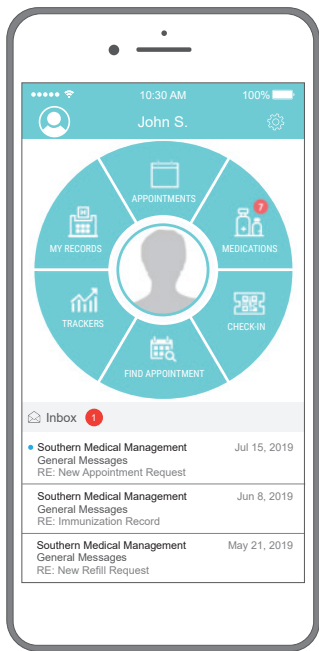 10:30 AM 100%
John S.
APPOINTMENTS
7
MY RECORDS MEDICATIONS
TRACKERS CHECK-IN
FIND APPOINTMENT
Inbox 1
Southern Medical Management Jul 15, 2019
General Messages
RE: New Appointment Request
Southern Medical Management Jun 8, 2019
General Messages
RE: Immunization Record
Southern Medical Management May 21, 2019
General Messages
RE: New Refill Request